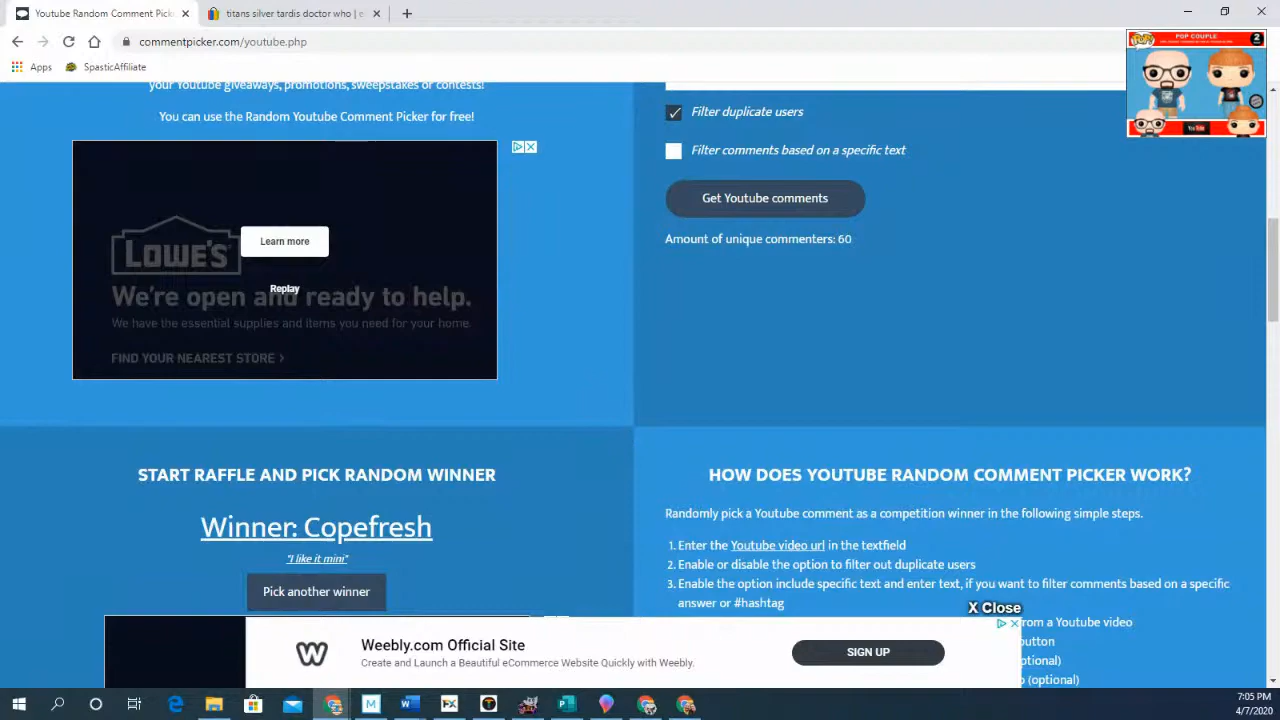 Youtube Random Comment Pick
titans silver tardis doctor who | e
commentpicker.com/youtube.php
Apps
SpasticAffiliate
POP COUPLE
2
your Youtube giveaways, promotions, sweepstakes or contests!
You can use the Random Youtube Comment Picker for free!
LOWE'S
Learn more
Replay
We're open and ready to help.
We have the essential supplies and items you need for your home.
FIND YOUR NEAREST STORE >
Filter duplicate users
Filter comments based on a specific text
Get Youtube comments
Amount of unique commenters: 60
START RAFFLE AND PICK RANDOM WINNER
Winner: Copefresh
"I like it mini"
Pick another winner
HOW DOES YOUTUBE RANDOM COMMENT PICKER WORK?
Randomly pick a Youtube comment as a competition winner in the following simple steps.
1. Enter the Youtube video url in the textfield
2. Enable or disable the option to filter out duplicate users
3. Enable the option include specific text and enter text, if you want to filter comments based on a specific
answer or #hashtag
X Close
from a Youtube video
button
(optional)
(optional)
Weebly.com Official Site
Create and Launch a Beautiful eCommerce Website Quickly with Weebly.
SIGN UP
7:05 PM
4/7/2020